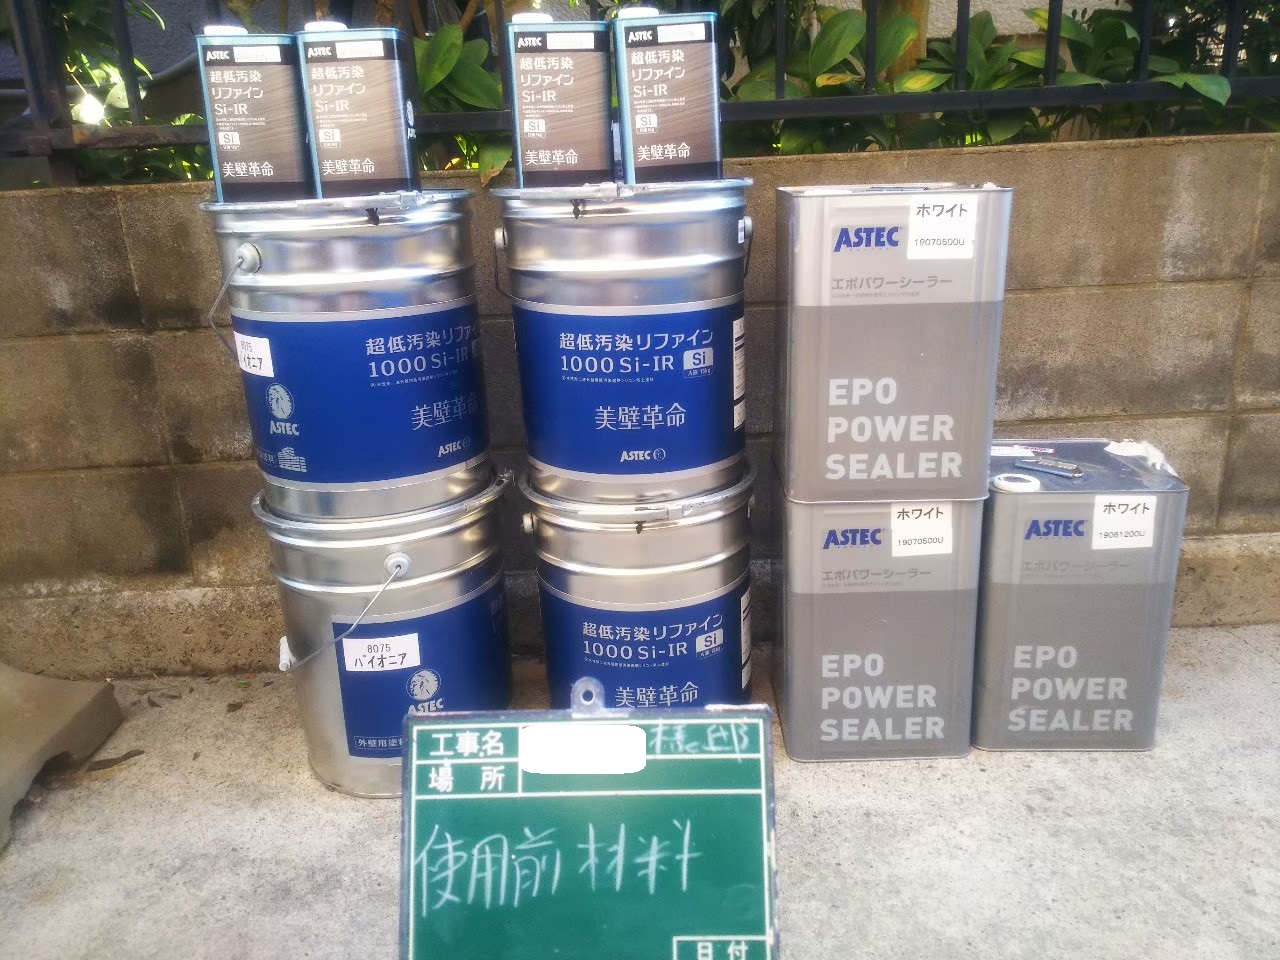 ASTEC
超低汚染
リファイン
Si-IR
Si
美壁革命
ASTEC
超低汚染
リファイン
Si-IR
Si
美壁革命
ASTEC
超低汚染
リファイン
Si-IR
Si
美壁革命
ASTEC
超低汚染
リファイン
Si-IR
Si
美壁革命
8075
パイオニア
ASTEC
超低汚染リファイ
1000 Si-IR
美壁革命
ASTEC
超低汚染リファイン
1000 Si-IR Si
美壁革命
ASTEC
ホワイト
19070500U
ASTEC
エポパワーシーラー
EPO
POWER
SEALER
8075
パイオニア
ASTEC
外壁用塗料
超低汚染リファイン
1000 Si-IR Si
美壁革命
ホワイト
19070500U
ASTEC
エポパワーシーラー
EPO
POWER
SEALER
ホワイト
19061200U
ASTEC
エポパワーシーラー
EPO
POWER
SEALER
工事名 様邸
場所
使用前材料
日付